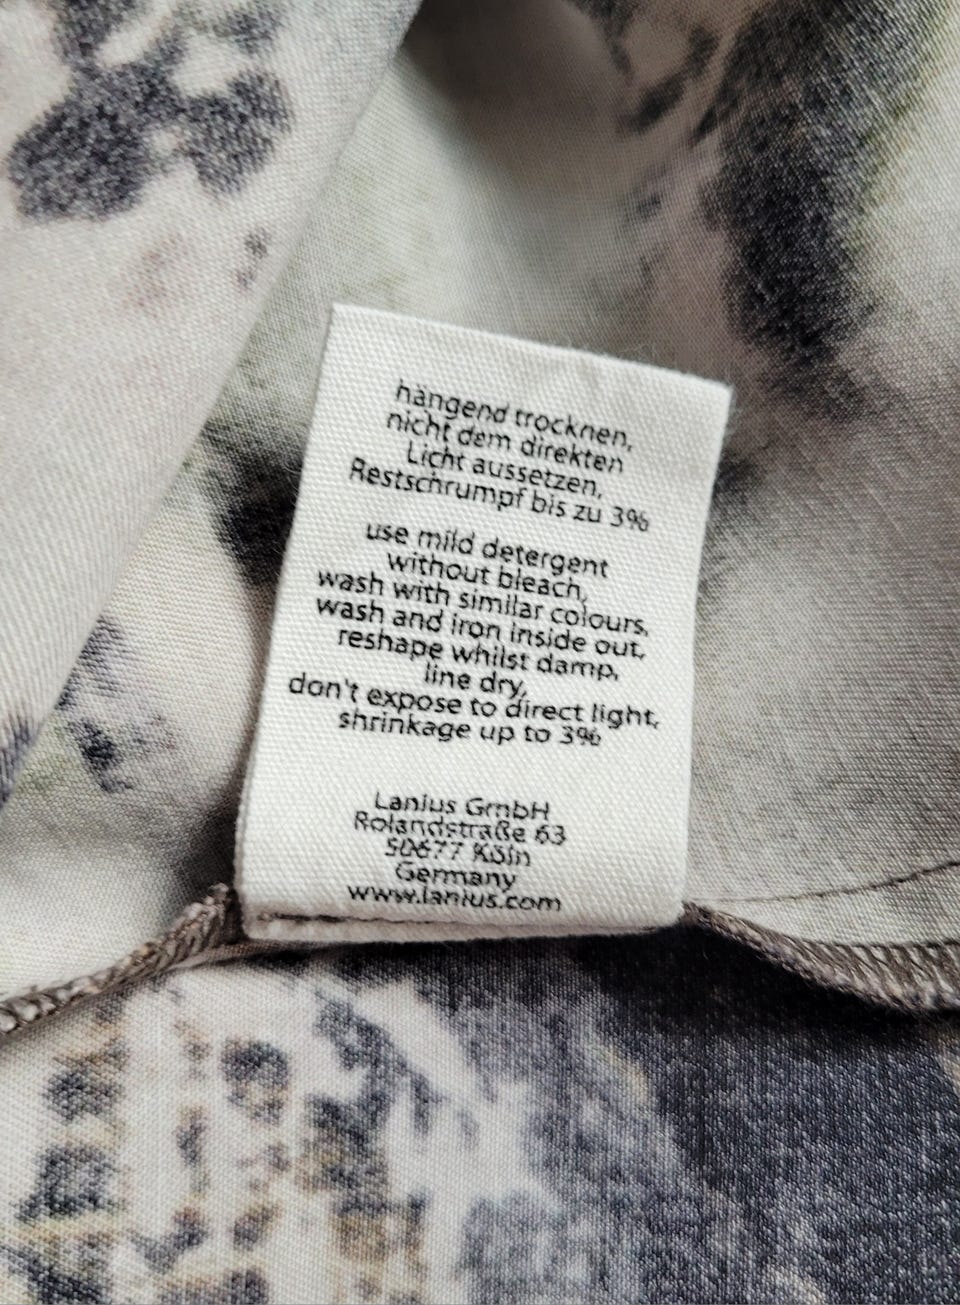 hängend trocknen,
nicht dem direkten
Licht aussetzen,
Restschrumpf bis zu 3%
use mild detergent
without bleach,
wash with similar colours,
wash and iron inside out,
reshape whilst damp,
line dry,
don't expose to direct light,
shrinkage up to 3%
Lanius GmbH
Rolandstraße 63
50677 Köln
Germany
www.lanius.com